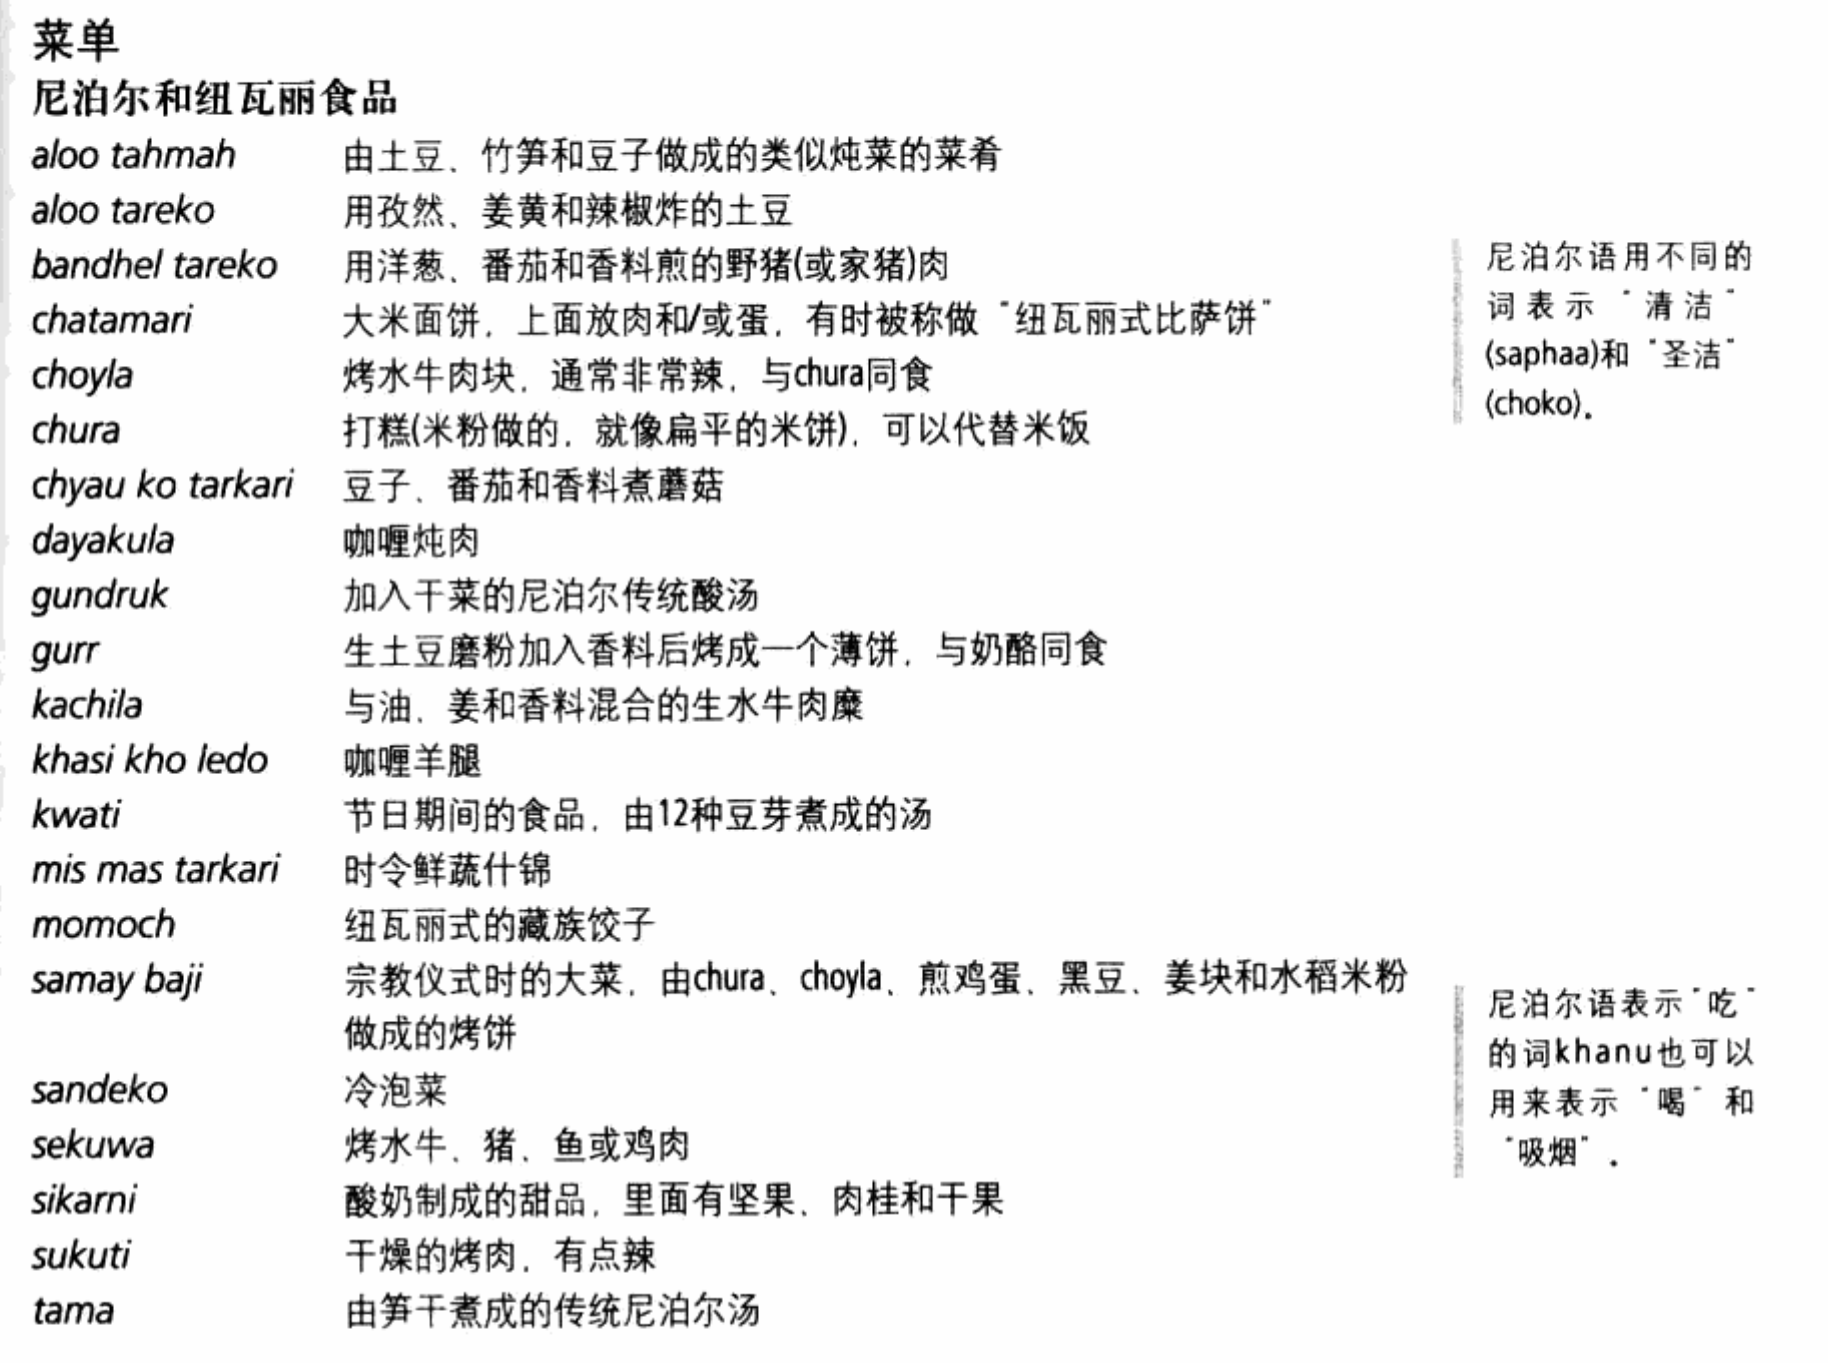 菜单
尼泊尔和纽瓦丽食品
aloo tahmah 由土豆、竹笋和豆子做成的类似炖菜的菜肴
aloo tareko 用孜然、姜黄和辣椒炸的土豆
bandhel tareko 用洋葱、番茄和香料煎的野猪(或家猪)肉
chatamari 大米面饼，上面放肉和/或蛋，有时被称做“纽瓦丽式比萨饼”
choyla 烤水牛肉块，通常非常辣，与chura同食
chura 打糕(米粉做的，就像扁平的米饼)，可以代替米饭
chyau ko tarkari 豆子、番茄和香料煮蘑菇
dayakula 咖喱炖肉
gundruk 加入干菜的尼泊尔传统酸汤
gurr 生土豆磨粉加入香料后烤成一个薄饼，与奶酪同食
kachila 与油、姜和香料混合的生水牛肉糜
khasi kho ledo 咖喱羊腿
kwati 节日期间的食品，由12种豆芽煮成的汤
mis mas tarkari 时令鲜蔬什锦
momoch 纽瓦丽式的藏族饺子
samay baji 宗教仪式时的大菜，由chura、choyla、煎鸡蛋、黑豆、姜块和水稻米粉
做成的烤饼
sandeko 冷泡菜
sekuwa 烤水牛、猪、鱼或鸡肉
sikarni 酸奶制成的甜品，里面有坚果、肉桂和干果
sukuti 干燥的烤肉，有点辣
tama 由笋干煮成的传统尼泊尔汤
尼泊尔语用不同的
词表示“清洁”
(saphaa)和“圣洁”
(choko)。
尼泊尔语表示“吃”
的词khanu也可以
用来表示“喝”和
“吸烟”。